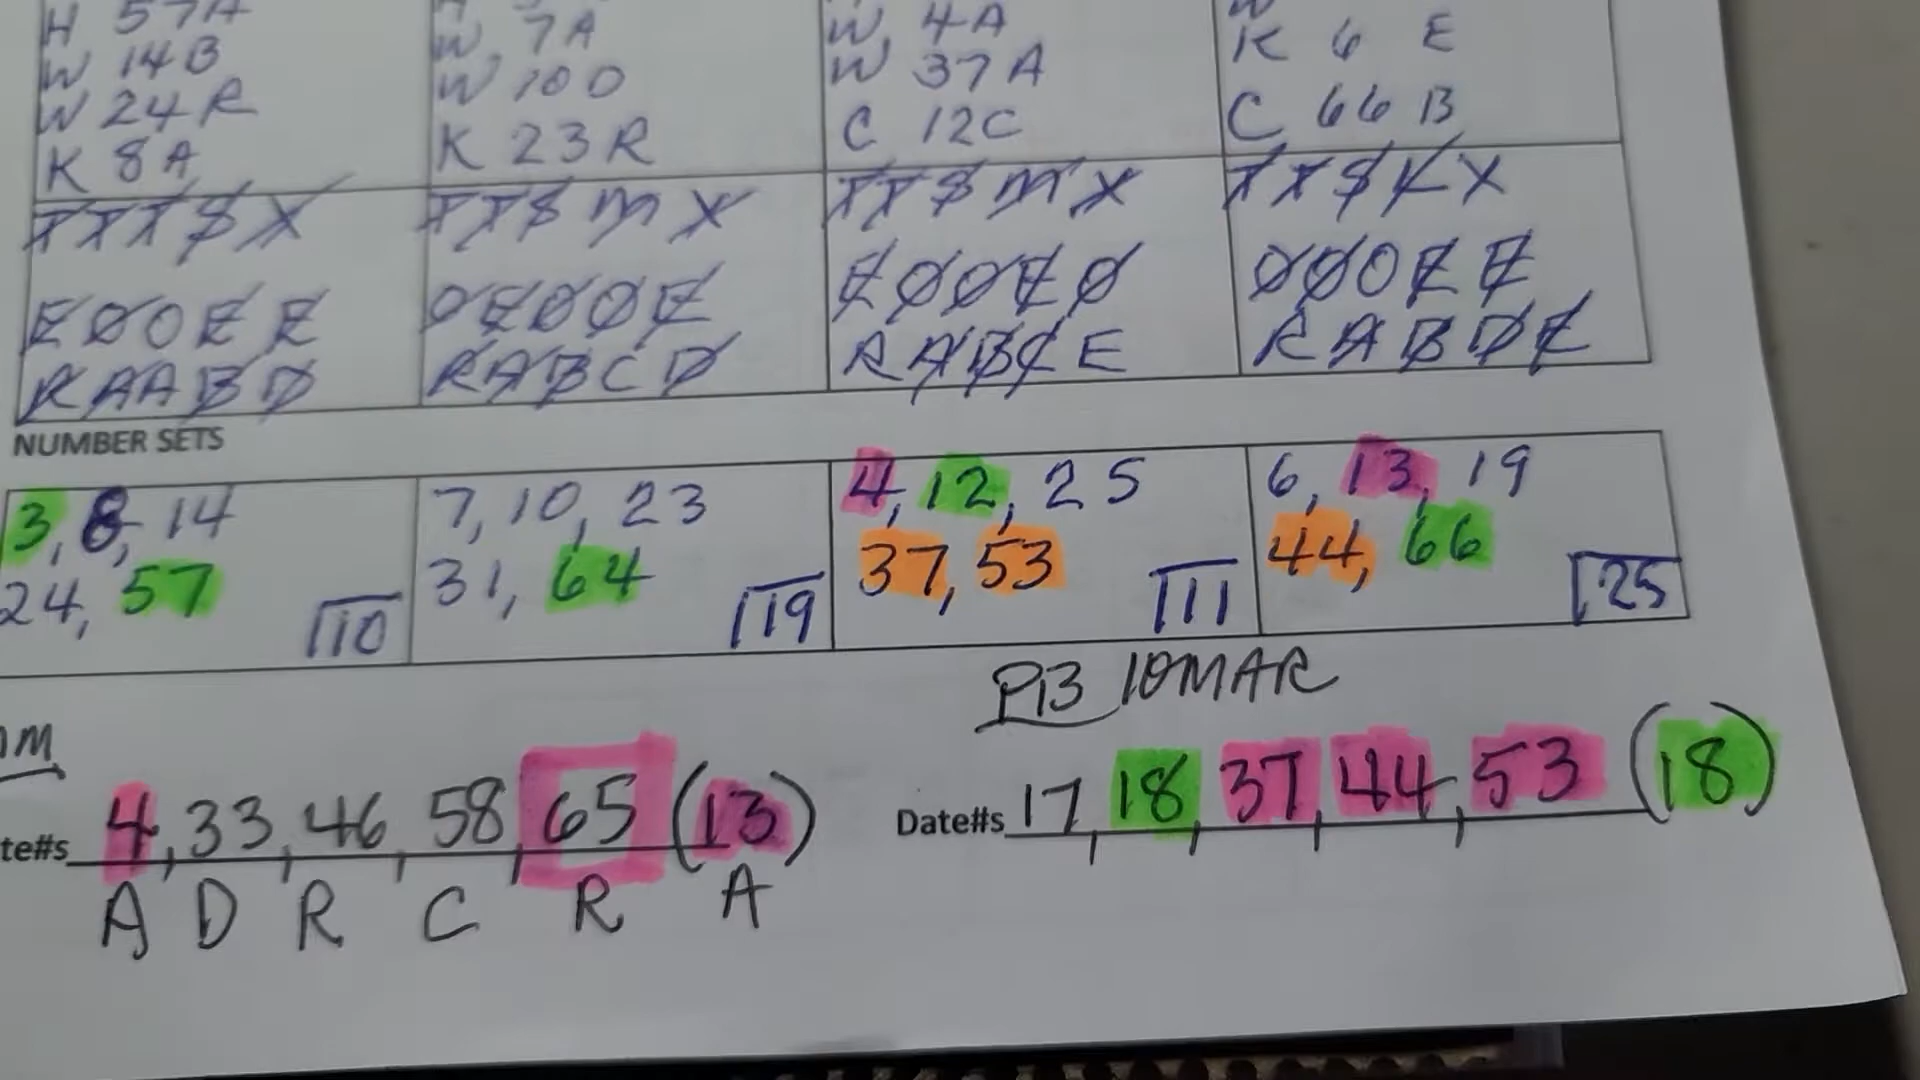 H 57A
W 14B
W 24R
K 8A
W 7A
W 10D
K 23R
W 4A
W 37A
C 12C
K 6 E
C 66 B
T T T $ X
T T $ M X
T T $ M X
T T $ K X
E O O E E
O E O O E
E O O E O
O O O E E
R A A B D
R A B C D
R A B C E
R A B D E
NUMBER SETS
3, 8, 14
24, 57
10
7, 10, 23
31, 64
19
4, 12, 25
37, 53
11
6, 13, 19
44, 66
25
P13 10MAR
te#s 4, 33, 46, 58, 65 (13)
A D R C R A
Date#s 17, 18, 37, 44, 53 (18)